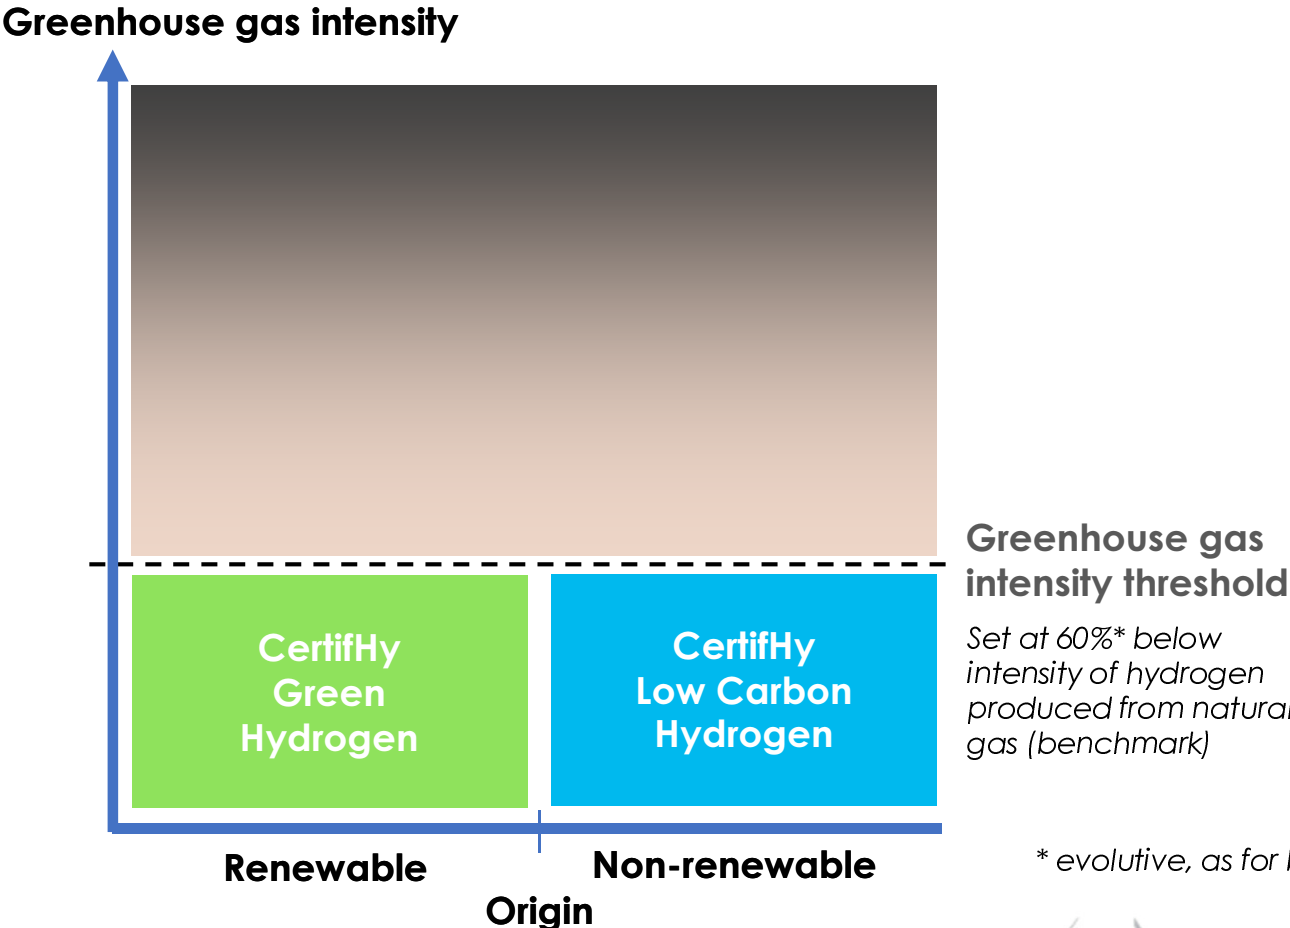 Greenhouse gas intensity
Greenhouse gas
intensity threshold
Set at 60%* below
intensity of hydrogen
produced from natural
gas (benchmark)
CertifHy
Green
Hydrogen
CertifHy
Low Carbon
Hydrogen
Renewable
Non-renewable
Origin
* evolutive, as for